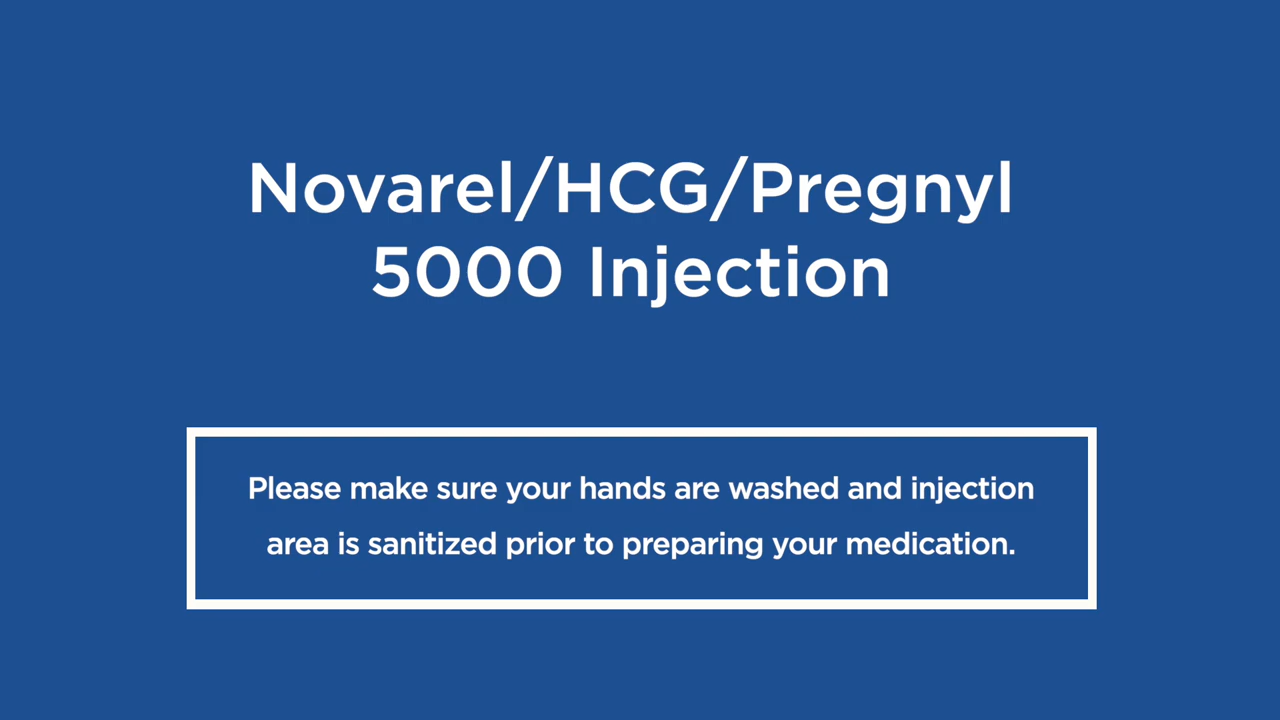 Novarel/HCG/Pregnyl
5000 Injection
Please make sure your hands are washed and injection
area is sanitized prior to preparing your medication.